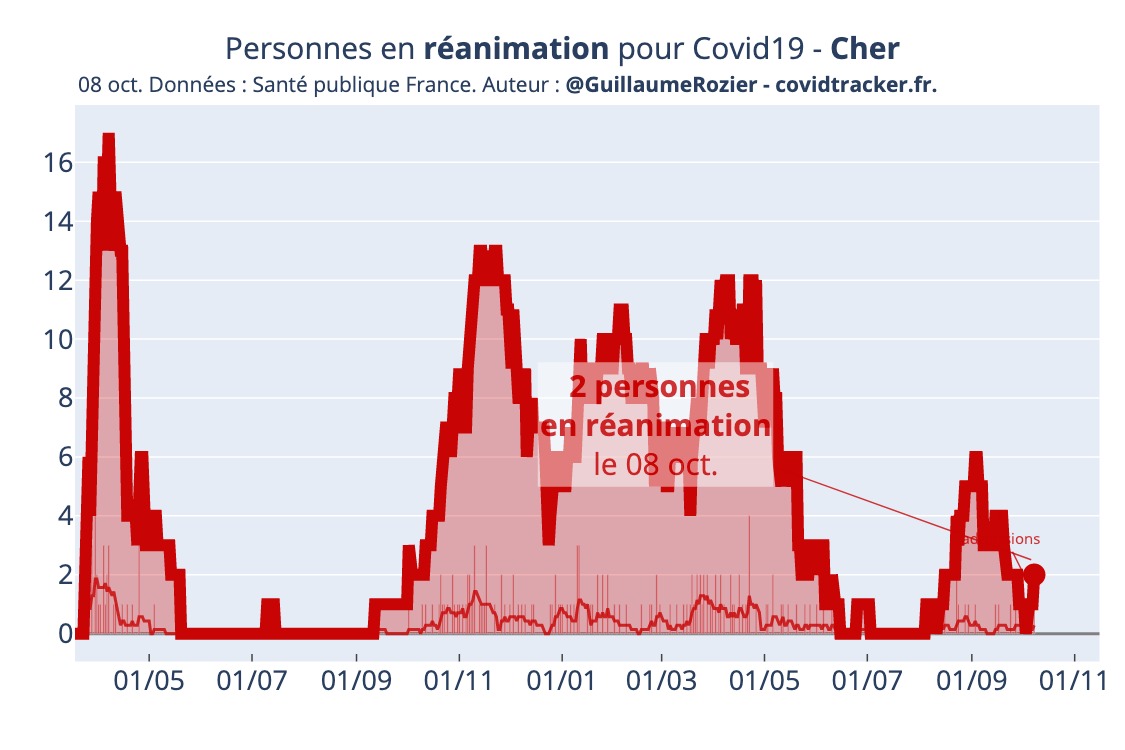 Personnes en réanimation pour Covid19 - Cher
08 oct. Données : Santé publique France. Auteur : @GuillaumeRozier - covidtracker.fr.
16
14
12
10
8
2 personnes
en réanimation
le 08 oct.
6
4
2
0
01/05 01/07 01/09 01/11 01/01 01/03 01/05 01/07 01/09 01/11